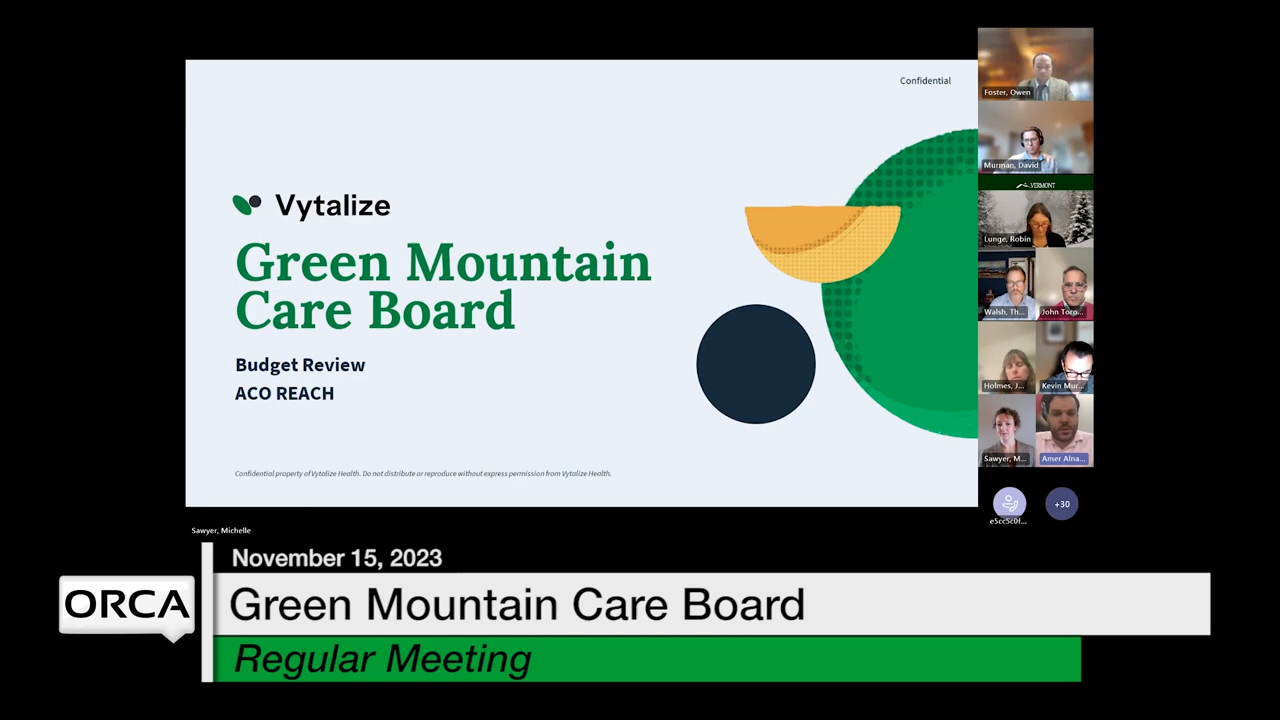 Confidential
Vytalize
Green Mountain
Care Board
Budget Review
ACO REACH
Confidential property of Vytalize Health. Do not distribute or reproduce without express permission from Vytalize Health.
Foster, Owen
Murman, David
VERMONT
Lunge, Robin
Walsh, Th...
John Toro...
Holmes, J...
Kevin Mur...
Sawyer, M...
Amer Alna...
e5cc5c0f...
+30
Sawyer, Michelle
November 15, 2023
ORCA
Green Mountain Care Board
Regular Meeting